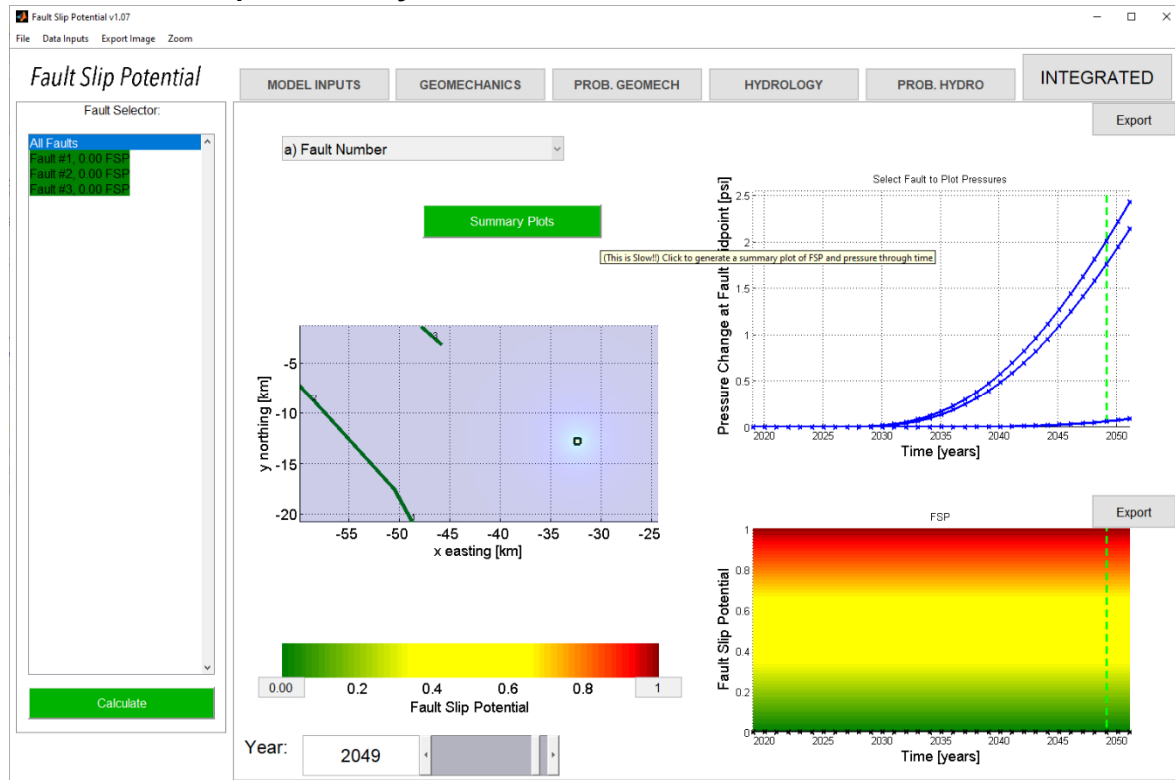 Fault Slip Potential v1.07
File Data Inputs Export Image Zoom
Fault Slip Potential
MODEL INPUTS
GEOMECHANICS
PROB. GEOMECH
HYDROLOGY
PROB. HYDRO
INTEGRATED
Fault Selector:
All Faults
Fault #1, 0.00 FSP
Fault #2, 0.00 FSP
Fault #3, 0.00 FSP
Calculate
a) Fault Number
Summary Plots
(This is Slow!!) Click to generate a summary plot of FSP and pressure through time
Export
Select Fault to Plot Pressures
Pressure Change at Fault idpoint [psi]
2.5
2
1.5
1
0.5
0
2020 2025 2030 2035 2040 2045 2050
Time [years]
3
y northing [km]
-5
-10
-15
-20
-55 -50 -45 -40 -35 -30 -25
x easting [km]
Export
FSP
Fault Slip Potential
1
0.8
0.6
0.4
0.2
0
2020 2025 2030 2035 2040 2045 2050
Time [years]
0.00 0.2 0.4 0.6 0.8 1
Fault Slip Potential
Year: 2049